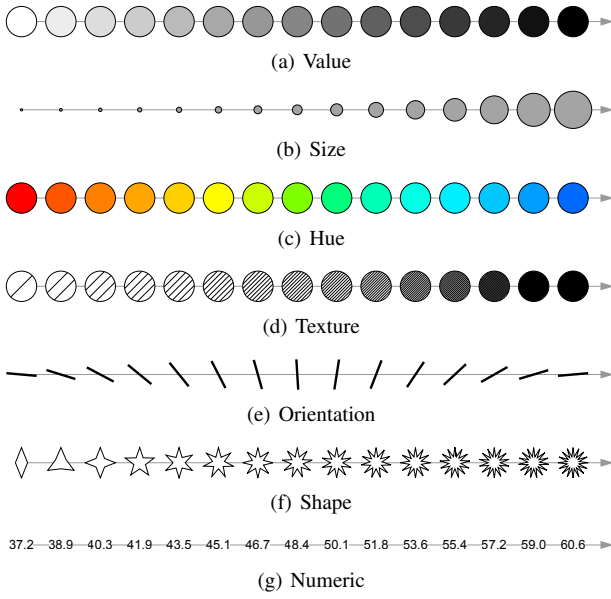 (a) Value
(b) Size
(c) Hue
(d) Texture
(e) Orientation
(f) Shape
37.2 38.9 40.3 41.9 43.5 45.1 46.7 48.4 50.1 51.8 53.6 55.4 57.2 59.0 60.6
(g) Numeric